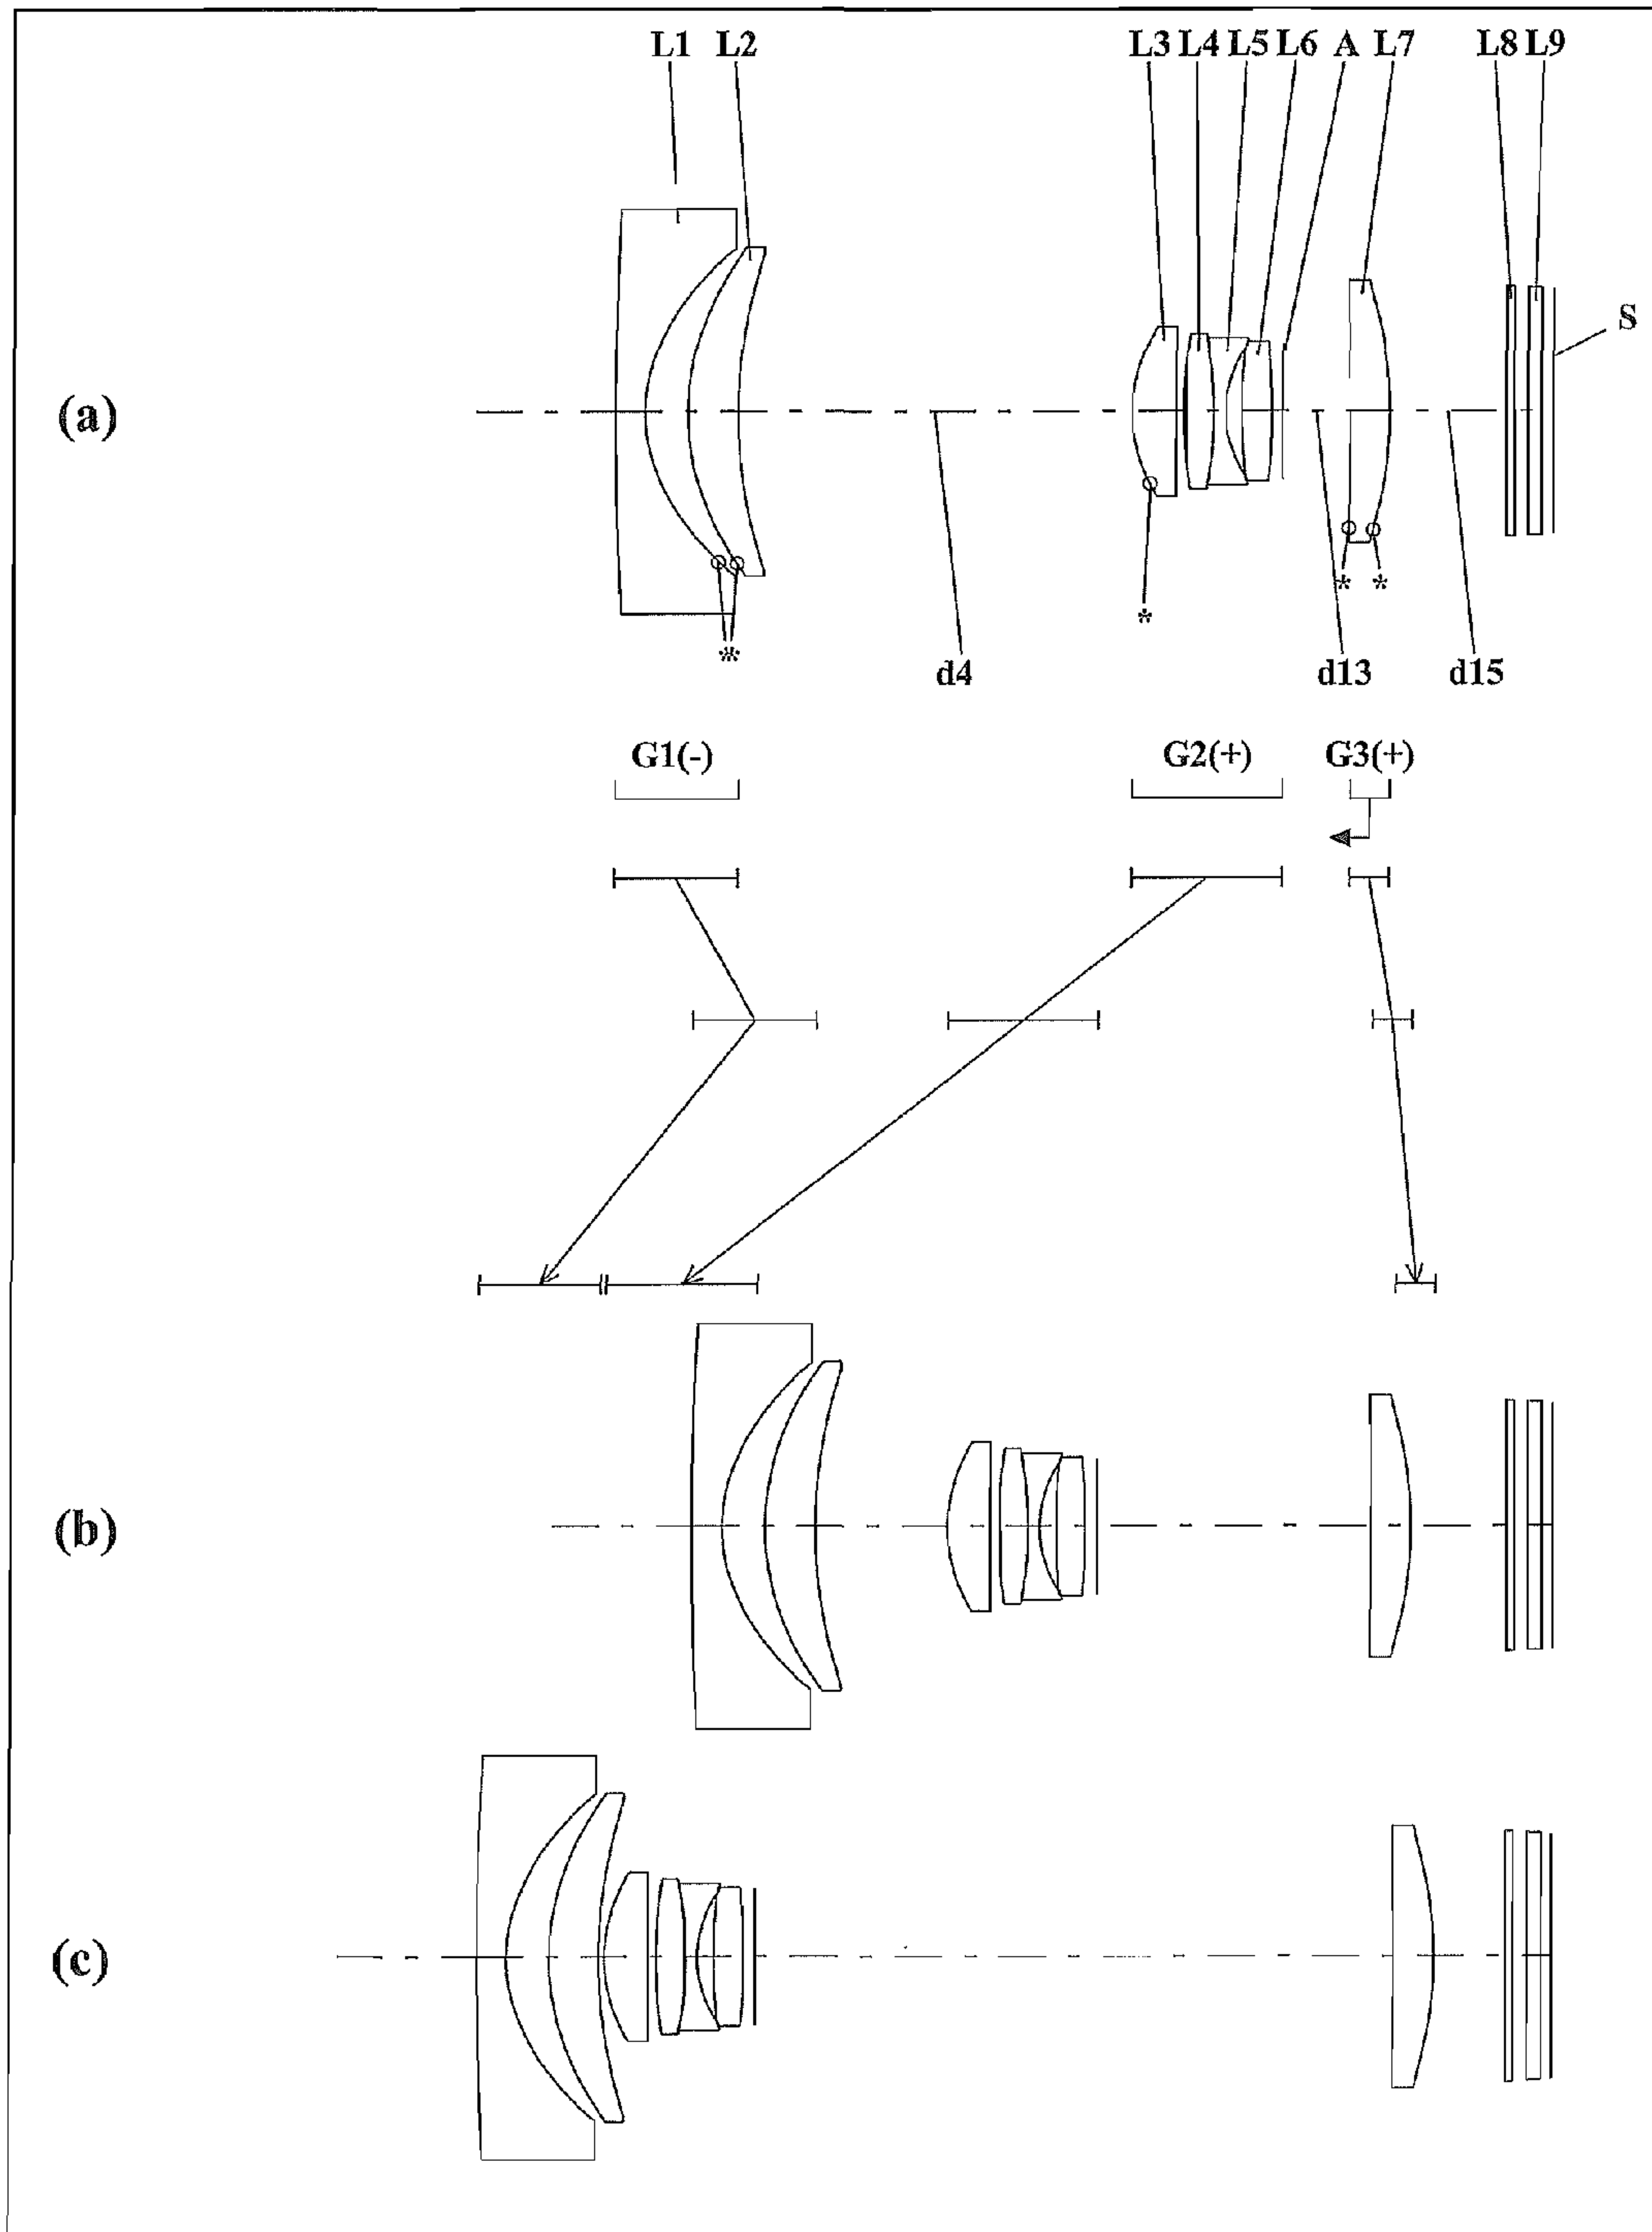 L1 L2 L3 L4 L5 L6 A L7 L8 L9
S
(a)
* *
*
*
d4 d13 d15
G1(-) G2(+) G3(+)
(b)
(c)